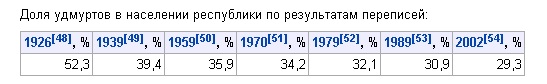 Доля удмуртов в населении республики по результатам переписей:
1926[48], % 1939[49], % 1959[50], % 1970[51], % 1979[52], % 1989[53], % 2002[54], %
52,3 39,4 35,9 34,2 32,1 30,9 29,3